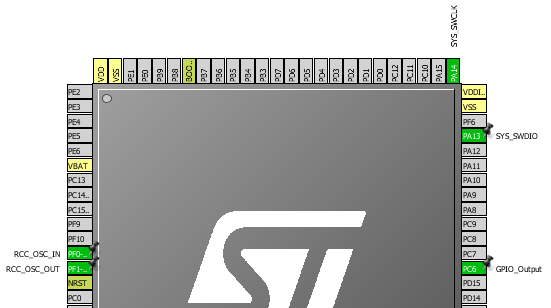 SYS_SWCLK
VDD VSS PE1 PE0 PB9 PB8 BOO.. PB7 PB6 PB5 PB4 PB3 PD7 PD6 PD5 PD4 PD3 PD2 PD1 PD0 PC12 PC11 PC10 PA15 PA14
PE2 VDDI..
PE3 VSS
PE4 PF6
PE5 PA13 SYS_SWDIO
PE6 PA12
VBAT PA11
PC13 PA10
PC14.. PA9
PC15.. PA8
PF9 PC9
PF10 PC8
RCC_OSC_IN PF0-.. PC7
RCC_OSC_OUT PF1-.. PC6 GPIO_Output
NRST PD15
PC0 PD14
ST